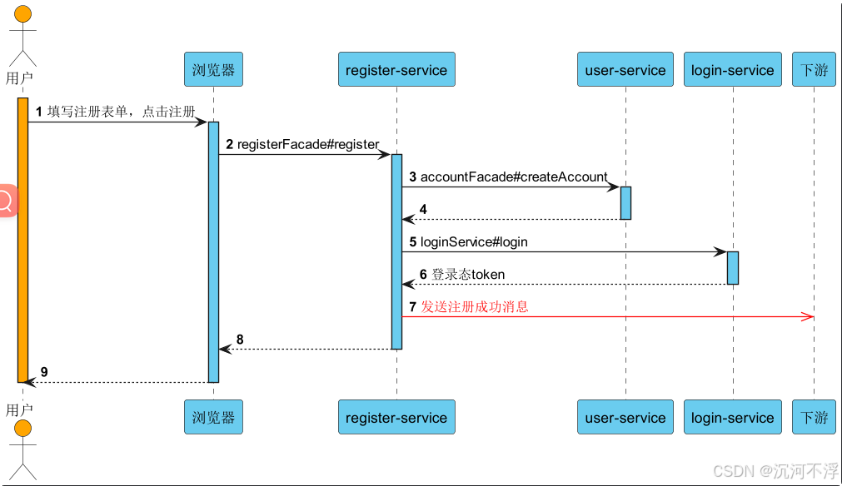 用户
浏览器
register-service
user-service
login-service
下游
1 填写注册表单，点击注册
2 registerFacade#register
3 accountFacade#createAccount
4
5 loginService#login
6 登录态token
7 发送注册成功消息
8
9
用户
浏览器
register-service
user-service
login-service
下游
CSDN @沉河不浮